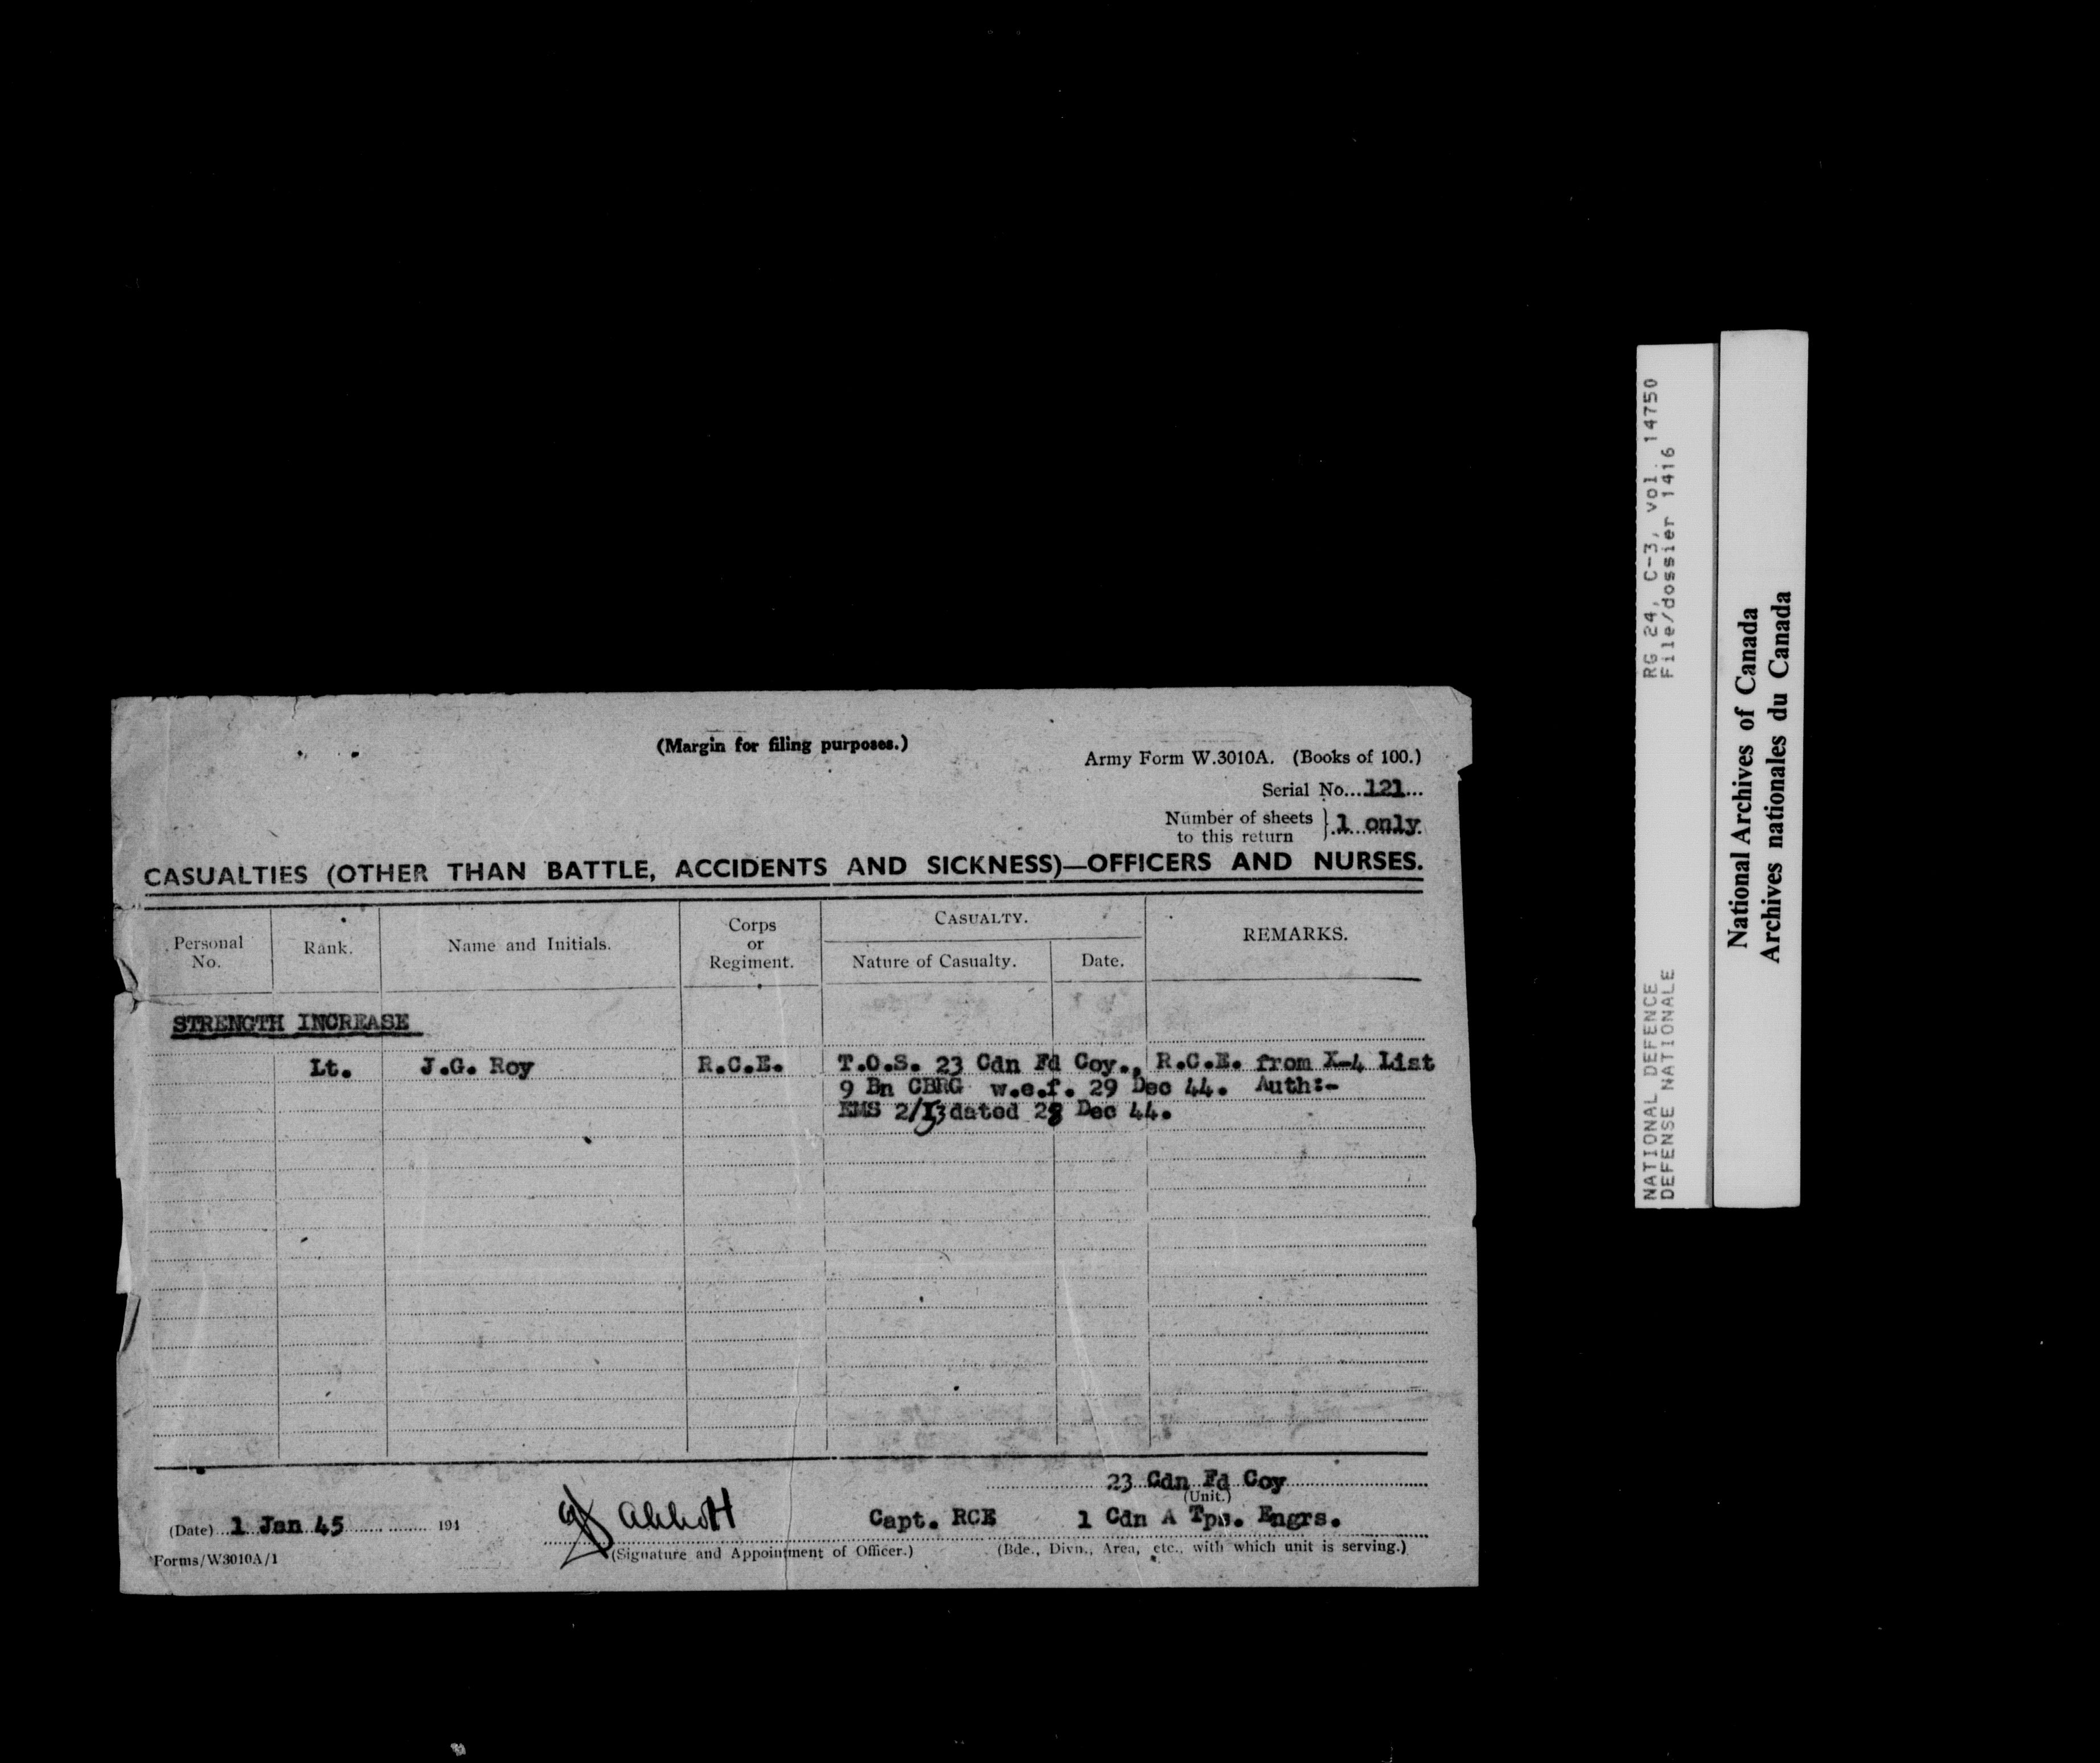 (Margin for filing purposes.)
Army Form W.3010A. (Books of 100.)
Serial No...121...
Number of sheets
to this return } 1 only
CASUALTIES (OTHER THAN BATTLE, ACCIDENTS AND SICKNESS)—OFFICERS AND NURSES.
Personal
No.
Rank.
Name and Initials.
Corps
or
Regiment.
CASUALTY.
Nature of Casualty.
Date.
REMARKS.
STRENGTH INCREASE
Lt. J.G. Roy R.C.E. T.O.S. 23 Cdn Fd Coy., R.C.E. from X-4 List
9 Bn CBRG w.e.f. 29 Dec 44. Auth:-
EMS dated 28 Dec 44.
23 Cdn Fd Coy
(Unit.)
(Date) 1 Jan 45 191
Abbott Capt. RCE 1 Cdn A Tps. Engrs.
(Signature and Appointment of Officer.)
(Bde., Divn., Area, etc., with which unit is serving.)
Forms/W3010A/1
NATIONAL DEFENCE RG 24, C-3, vol. 14750
DEFENSE NATIONALE File/dossier 1416
National Archives of Canada
Archives nationales du Canada